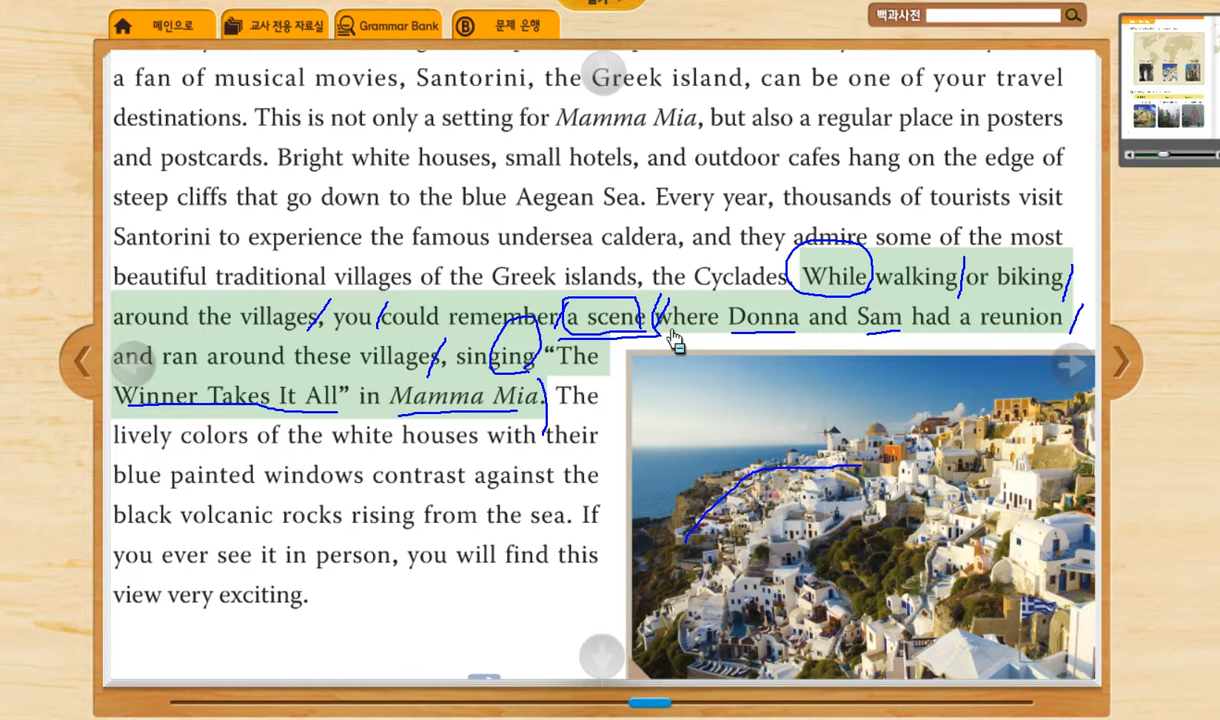 메인으로
교사 전용 자료실
Grammar Bank
문제 은행
백과사전
a fan of musical movies, Santorini, the Greek island, can be one of your travel
destinations. This is not only a setting for Mamma Mia, but also a regular place in posters
and postcards. Bright white houses, small hotels, and outdoor cafes hang on the edge of
steep cliffs that go down to the blue Aegean Sea. Every year, thousands of tourists visit
Santorini to experience the famous undersea caldera, and they admire some of the most
beautiful traditional villages of the Greek islands, the Cyclades. While walking or biking
around the villages, you could remember a scene where Donna and Sam had a reunion
and ran around these villages, singing “The
Winner Takes It All” in Mamma Mia. The
lively colors of the white houses with their
blue painted windows contrast against the
black volcanic rocks rising from the sea. If
you ever see it in person, you will find this
view very exciting.